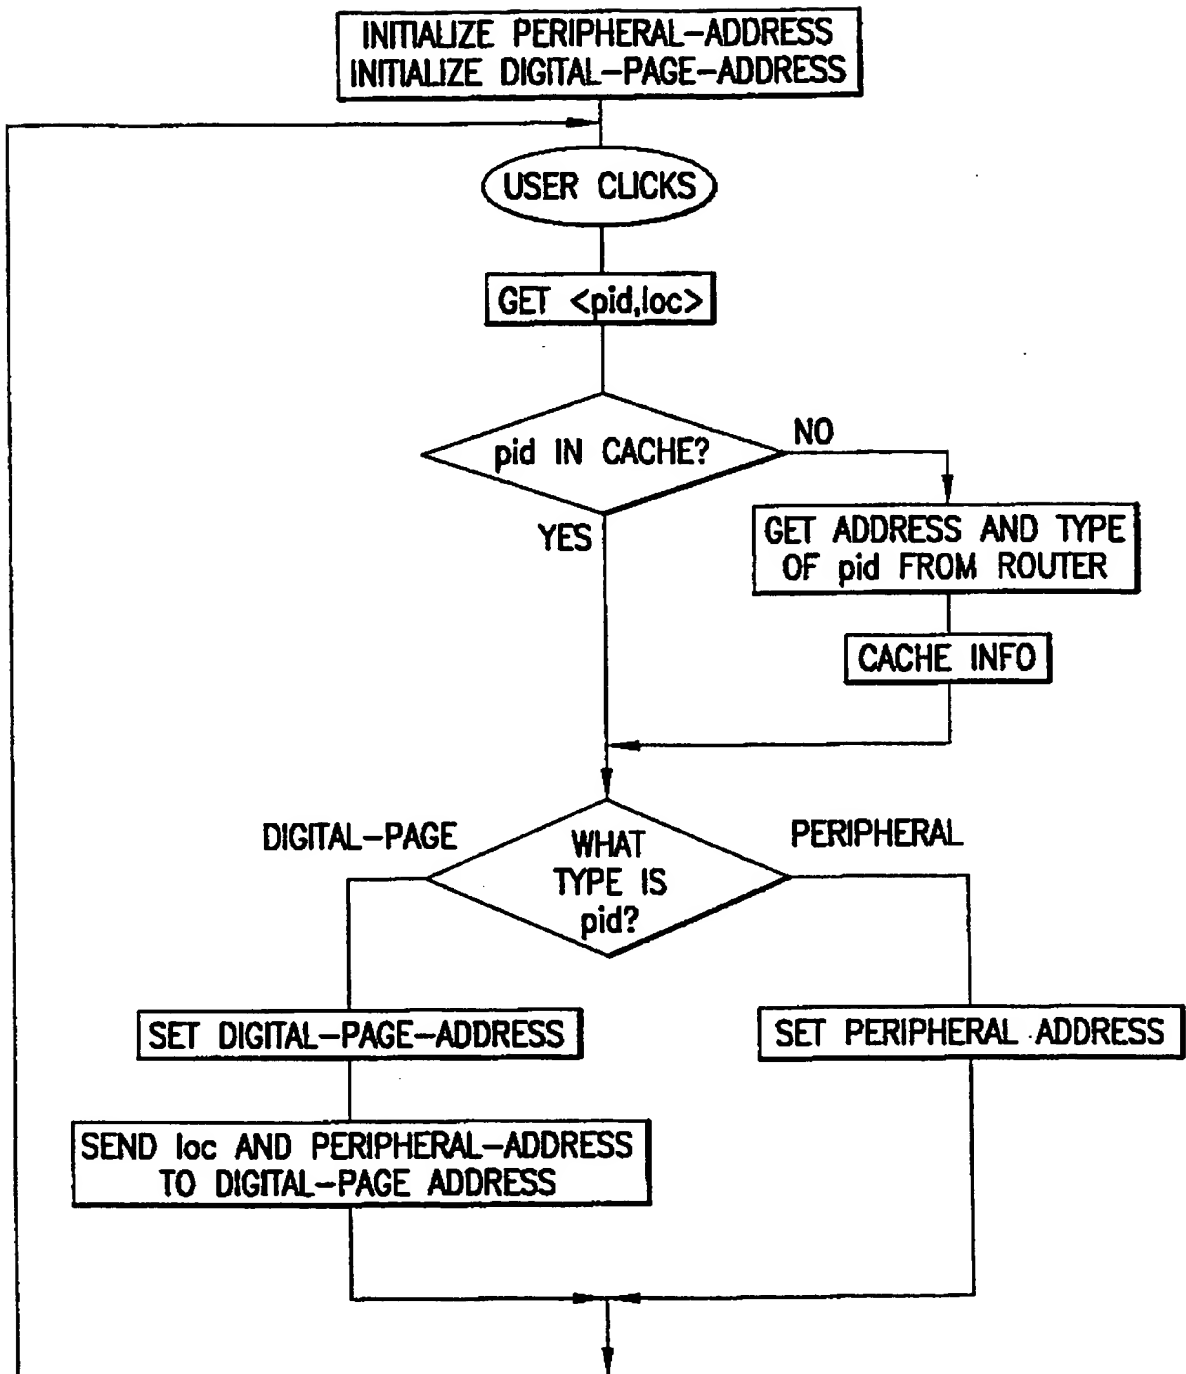 INITIALIZE PERIPHERAL-ADDRESS
INITIALIZE DIGITAL-PAGE-ADDRESS
USER CLICKS
GET <pid,loc>
pid IN CACHE?
NO
YES
GET ADDRESS AND TYPE
OF pid FROM ROUTER
CACHE INFO
DIGITAL-PAGE
WHAT
TYPE IS
pid?
PERIPHERAL
SET DIGITAL-PAGE-ADDRESS
SET PERIPHERAL ADDRESS
SEND loc AND PERIPHERAL-ADDRESS
TO DIGITAL-PAGE ADDRESS